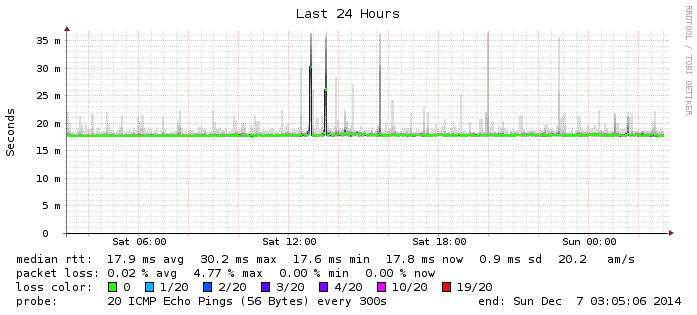 Last 24 Hours
RRDTOOL / TOBI OETIKER
Seconds
35 m
30 m
25 m
20 m
15 m
10 m
5 m
0
Sat 06:00 Sat 12:00 Sat 18:00 Sun 00:00
median rtt: 17.9 ms avg 30.2 ms max 17.6 ms min 17.8 ms now 0.9 ms sd 20.2 am/s
packet loss: 0.02 % avg 4.77 % max 0.00 % min 0.00 % now
loss color: 0 1/20 2/20 3/20 4/20 10/20 19/20
probe: 20 ICMP Echo Pings (56 Bytes) every 300s end: Sun Dec 7 03:05:06 2014